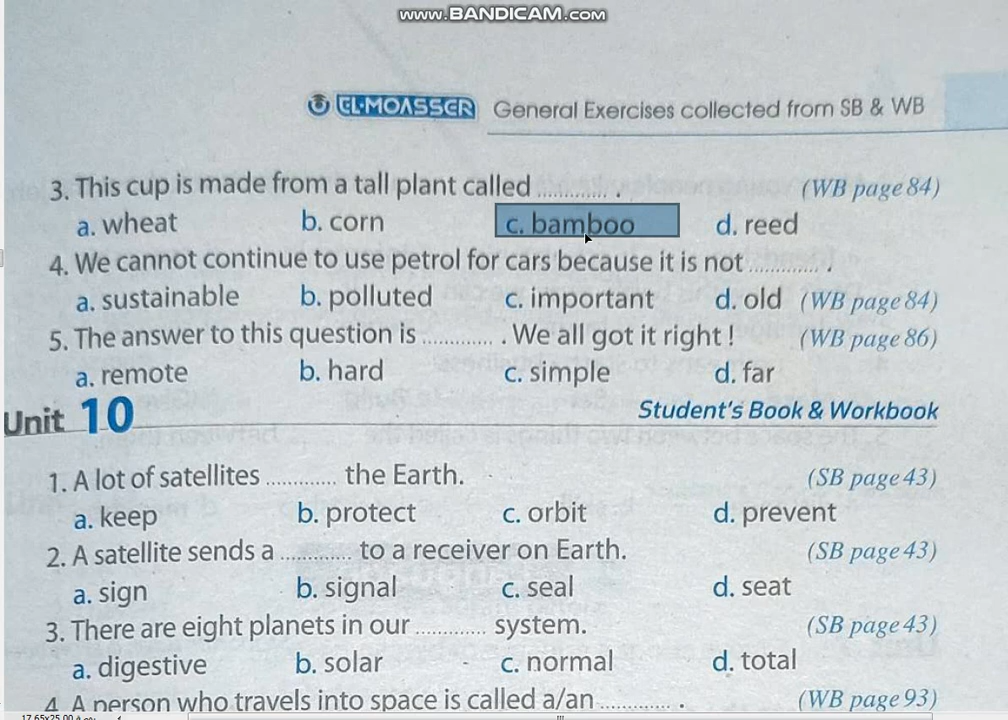 www.BANDICAM.com
EL-MOASSER General Exercises collected from SB & WB
3. This cup is made from a tall plant called ............ . (WB page 84)
a. wheat b. corn c. bamboo d. reed
4. We cannot continue to use petrol for cars because it is not ............ .
a. sustainable b. polluted c. important d. old (WB page 84)
5. The answer to this question is ............ . We all got it right ! (WB page 86)
a. remote b. hard c. simple d. far
Unit 10 Student's Book & Workbook
1. A lot of satellites ............ the Earth. (SB page 43)
a. keep b. protect c. orbit d. prevent
2. A satellite sends a ............ to a receiver on Earth. (SB page 43)
a. sign b. signal c. seal d. seat
3. There are eight planets in our ............ system. (SB page 43)
a. digestive b. solar c. normal d. total
4 A person who travels into space is called a/an ............ . (WB page 93)